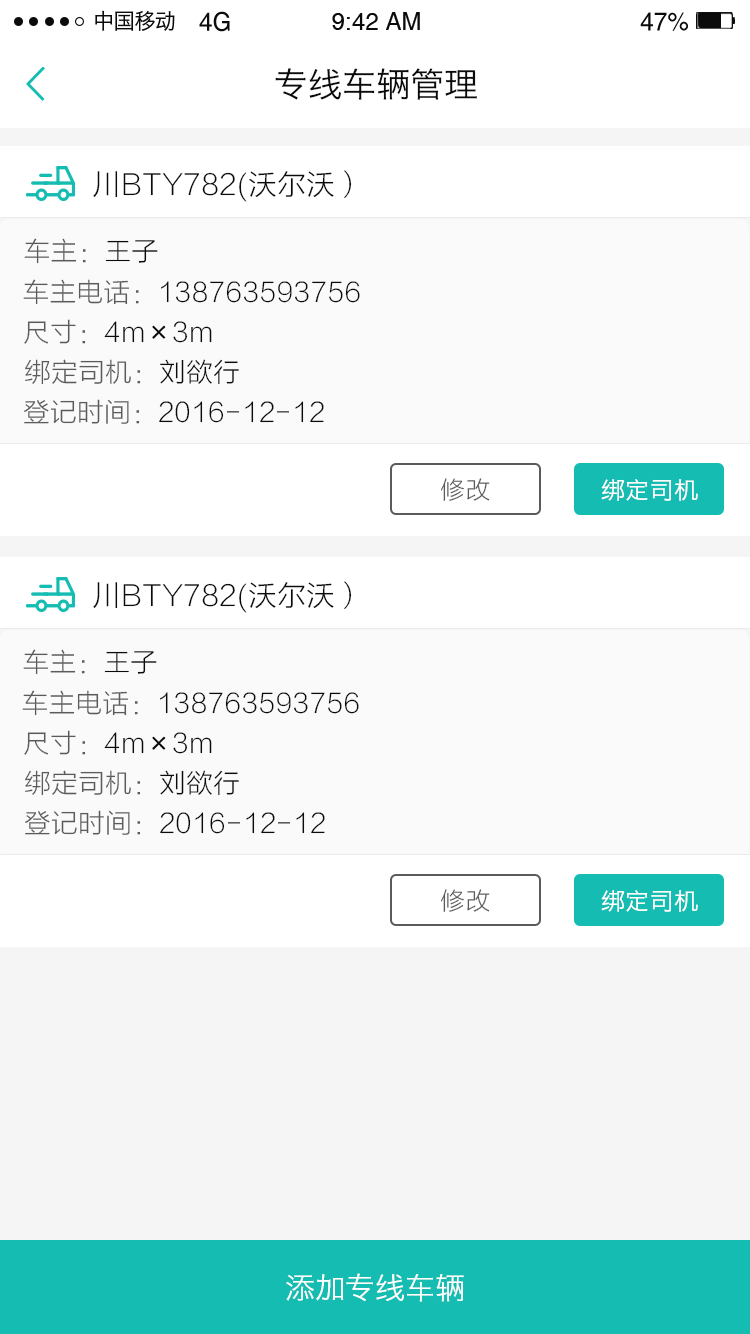 中国移动 4G 9:42 AM 47%
专线车辆管理
川BTY782(沃尔沃 )
车主: 王子
车主电话: 138763593756
尺寸: 4m×3m
绑定司机: 刘欲行
登记时间: 2016-12-12
修改 绑定司机
川BTY782(沃尔沃 )
车主: 王子
车主电话: 138763593756
尺寸: 4m×3m
绑定司机: 刘欲行
登记时间: 2016-12-12
修改 绑定司机
添加专线车辆